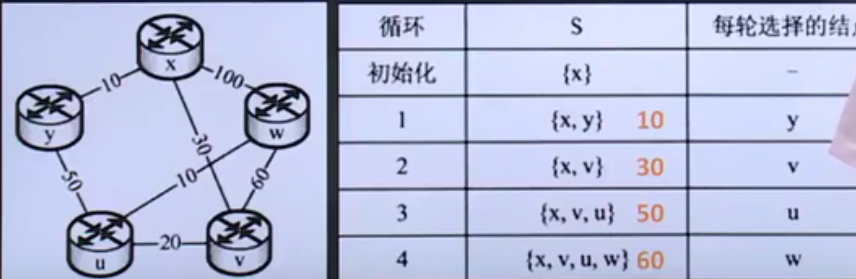 x
10
100
y
w
30
50
10
60
20
u
v
循环 S 每轮选择的结点
初始化 {x} –
1 {x, y} 10 y
2 {x, v} 30 v
3 {x, v, u} 50 u
4 {x, v, u, w} 60 w